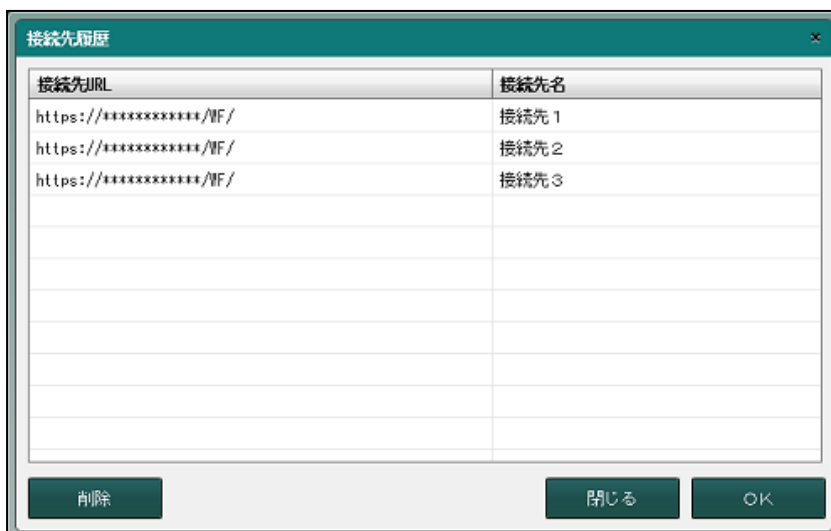 接続先履歴 ×
接続先URL 接続先名
https://************/WF/ 接続先１
https://************/WF/ 接続先２
https://************/WF/ 接続先３
削除 閉じる ＯＫ